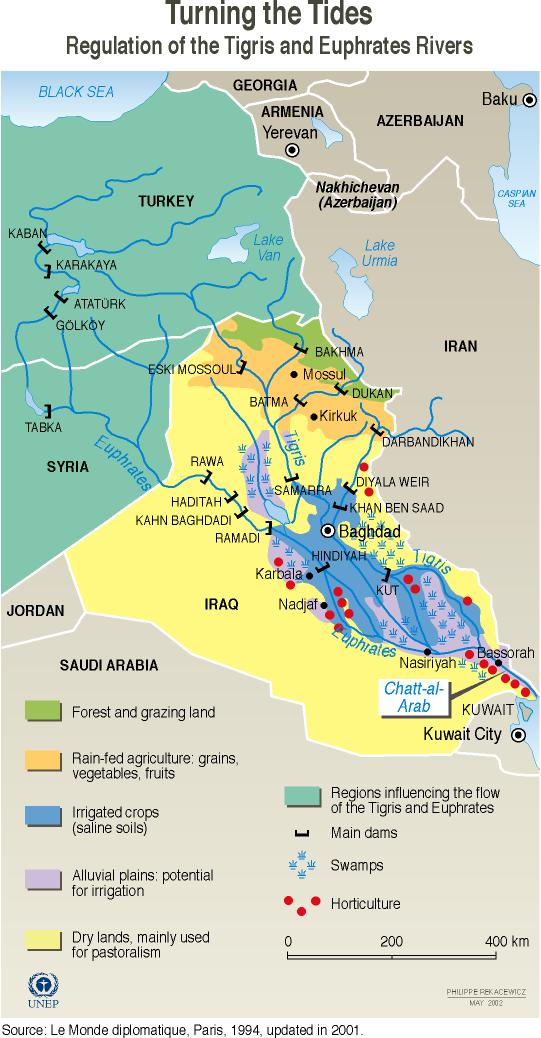 Turning the Tides
Regulation of the Tigris and Euphrates Rivers
BLACK SEA
GEORGIA
ARMENIA
Yerevan
AZERBAIJAN
Baku
Nakhichevan
(Azerbaijan)
CASPIAN
SEA
TURKEY
KABAN
KARAKAYA
Lake
Van
Lake
Urmia
ATATÜRK
GÖLKÖY
IRAN
ESKI MOSSOUL
BAKHMA
Mossul
DUKAN
BATMA
Kirkuk
TABKA
DARBANDIKHAN
Euphrates
Tigris
SYRIA
RAWA
SAMARRA
DIYALA WEIR
HADITAH
KHAN BEN SAAD
KAHN BAGHDADI
RAMADI
Baghdad
HINDIYAH
Tigris
Karbala
KUT
JORDAN
IRAQ
Nadjaf
Euphrates
Nasiriyah
Bassorah
SAUDI ARABIA
Chatt-al-
Arab
KUWAIT
Kuwait City
Forest and grazing land
Rain-fed agriculture: grains,
vegetables, fruits
Irrigated crops
(saline soils)
Alluvial plains: potential
for irrigation
Dry lands, mainly used
for pastoralism
Regions influencing the flow
of the Tigris and Euphrates
Main dams
Swamps
Horticulture
0 200 400 km
UNEP
PHILIPPE REKACEWICZ
MAY 2002
Source: Le Monde diplomatique, Paris, 1994, updated in 2001.